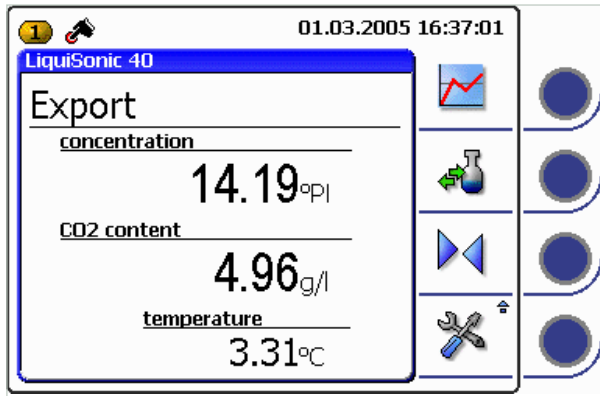 1
01.03.2005 16:37:01
LiquiSonic 40
Export
concentration
14.19°Pl
CO2 content
4.96g/l
temperature
3.31°C